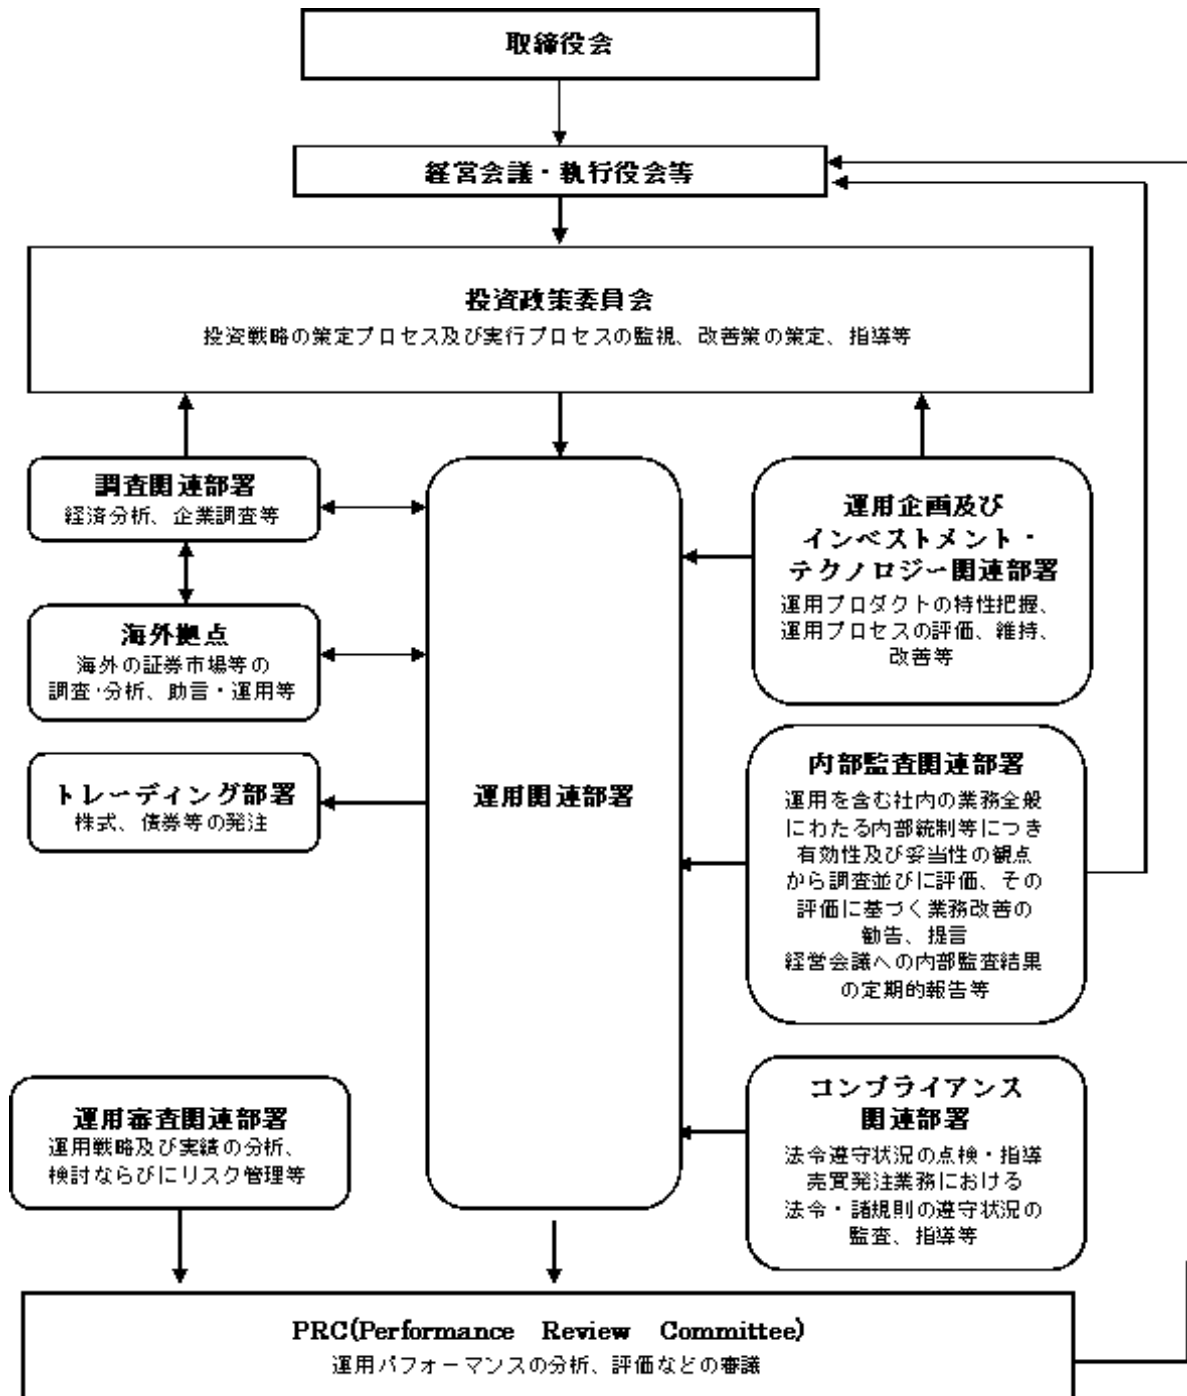 取締役会
経営会議・執行役会等
投資政策委員会
投資戦略の策定プロセス及び実行プロセスの監視、改善策の策定、指導等
調査関連部署
経済分析、企業調査等
海外拠点
海外の証券市場等の
調査・分析、助言・運用等
トレーディング部署
株式、債券等の発注
運用関連部署
運用企画及び
インベストメント・
テクノロジー関連部署
運用プロダクトの特性把握、
運用プロセスの評価、維持、
改善等
内部監査関連部署
運用を含む社内の業務全般
にわたる内部統制等につき
有効性及び妥当性の観点
から調査並びに評価、その
評価に基づく業務改善の
勧告、提言
経営会議への内部監査結果
の定期的報告等
運用審査関連部署
運用戦略及び実績の分析、
検討ならびにリスク管理等
コンプライアンス
関連部署
法令遵守状況の点検・指導
売買発注業務における
法令・諸規則の遵守状況の
監査、指導等
PRC(Performance Review Committee)
運用パフォーマンスの分析、評価などの審議